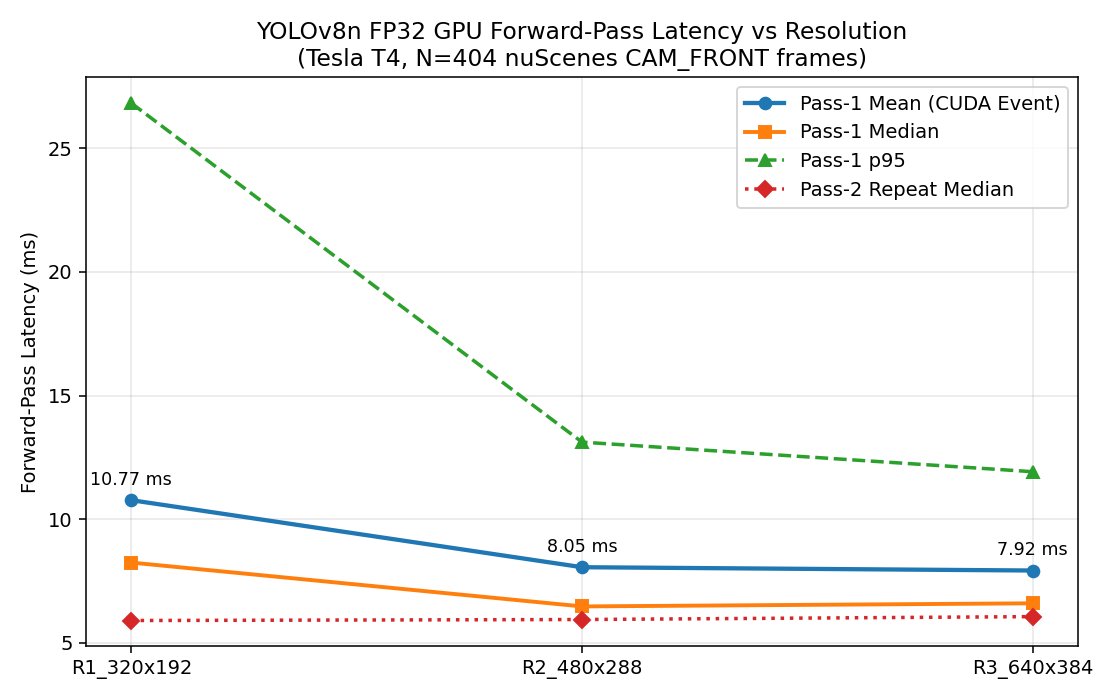 YOLOv8n FP32 GPU Forward-Pass Latency vs Resolution
(Tesla T4, N=404 nuScenes CAM_FRONT frames)
Pass-1 Mean (CUDA Event)
Pass-1 Median
Pass-1 p95
Pass-2 Repeat Median
Forward-Pass Latency (ms)
25
20
15
10
5
10.77 ms
8.05 ms
7.92 ms
R1_320x192
R2_480x288
R3_640x384